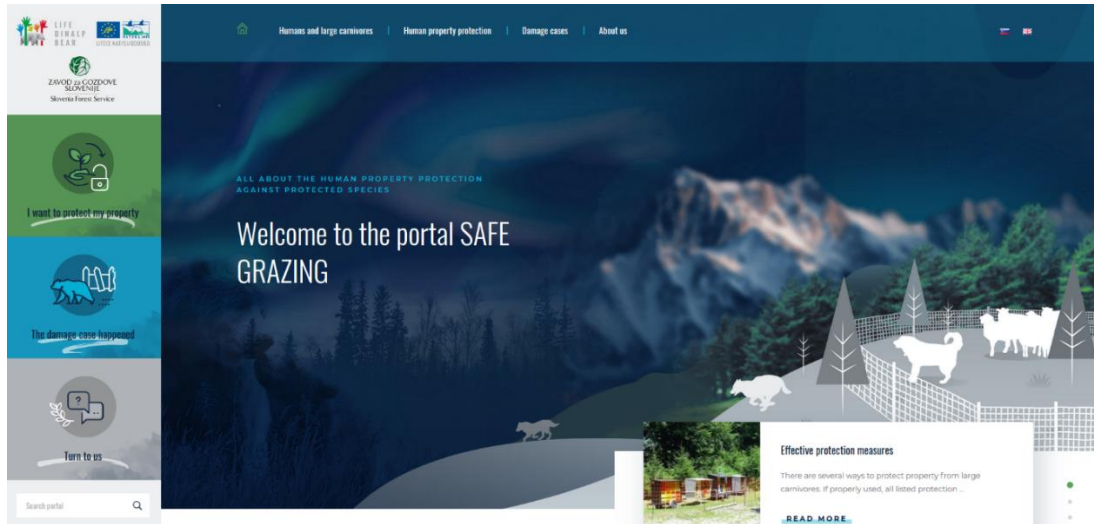 LIFE
DINALP
BEAR
ZAVOD za GOZDOVE
SLOVENIJE
Slovenia Forest Service
I want to protect my property
The damage case happened
Turn to us
Search portal
Humans and large carnivores | Human property protection | Damage cases | About us
ALL ABOUT THE HUMAN PROPERTY PROTECTION
AGAINST PROTECTED SPECIES
Welcome to the portal SAFE
GRAZING
Effective protection measures
There are several ways to protect property from large
carnivores. If properly used, all listed protection ...
READ MORE